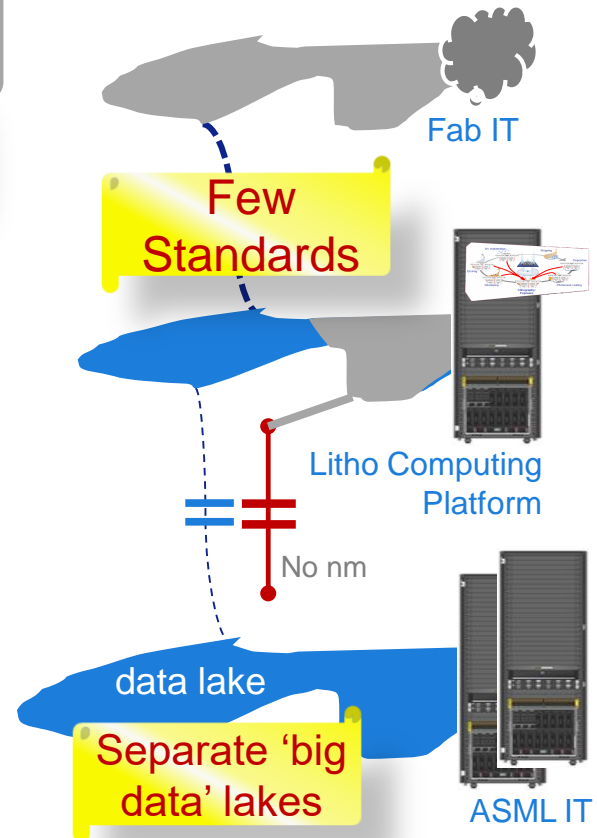 Fab IT
Few
Standards
Litho Computing
Platform
No nm
data lake
Separate ‘big
data’ lakes
ASML IT